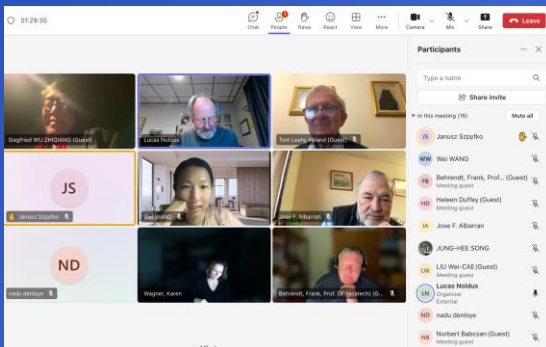 01:29:30
Chat
People
Raise
React
View
More
Camera
Mic
Share
Leave
Participants
Type a name
Share invite
In this meeting (16)
Mute all
JS Janusz Szpytko
WW Wei WANG
FB Behrendt, Frank, Prof... (Guest)
Meeting guest
HD Heleen Duffey (Guest)
Meeting guest
JA Jose F. Albarran
JUNG-HEE SONG
LW LIU Wei-CAE (Guest)
Meeting guest
LN Lucas Noldus
Organizer
External
ND nadu denloye
NB Norbert Babcsan (Guest)
Meeting guest
Siegfried WU ZHIQIANG (Guest)
Lucas Noldus
Tom Leahy Ireland (Guest)
JS
Janusz Szpytko
Wei WANG
Jose F. Albarran
ND
nadu denloye
Wagner, Karen
Behrendt, Frank, Prof. Dr. (acatech) (G...